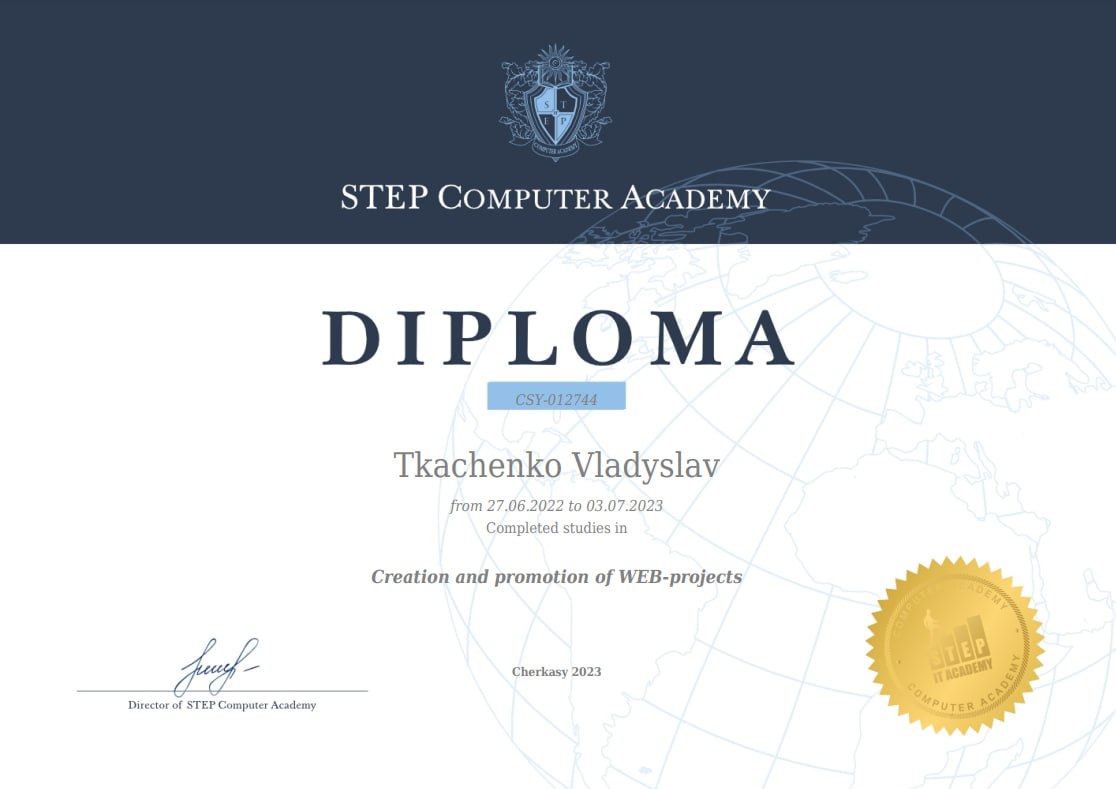 S T
E P
COMPUTER ACADEMY
STEP COMPUTER ACADEMY
DIPLOMA
CSY-012744
Tkachenko Vladyslav
from 27.06.2022 to 03.07.2023
Completed studies in
Creation and promotion of WEB-projects
Cherkasy 2023
Director of STEP Computer Academy
COMPUTER ACADEMY
STEP
IT ACADEMY
COMPUTER ACADEMY